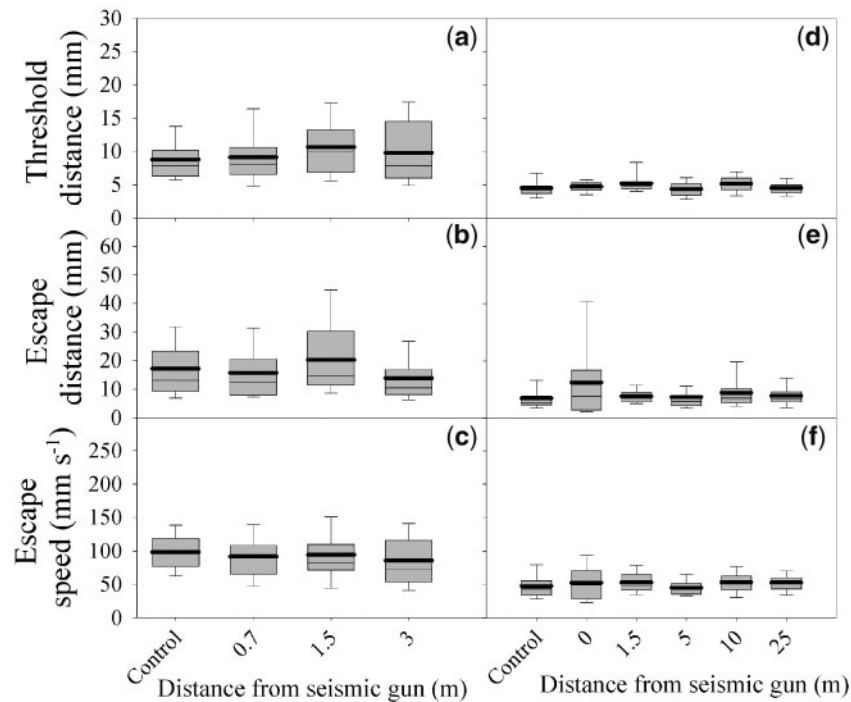 Threshold
distance (mm)
30
25
20
15
10
5
0
(a)
(d)
Escape
distance (mm)
60
50
40
30
20
10
0
(b)
(e)
Escape
speed (mm s⁻¹)
250
200
150
100
50
0
(c)
(f)
Control 0.7 1.5 3
Control 0 1.5 5 10 25
Distance from seismic gun (m)
Distance from seismic gun (m)